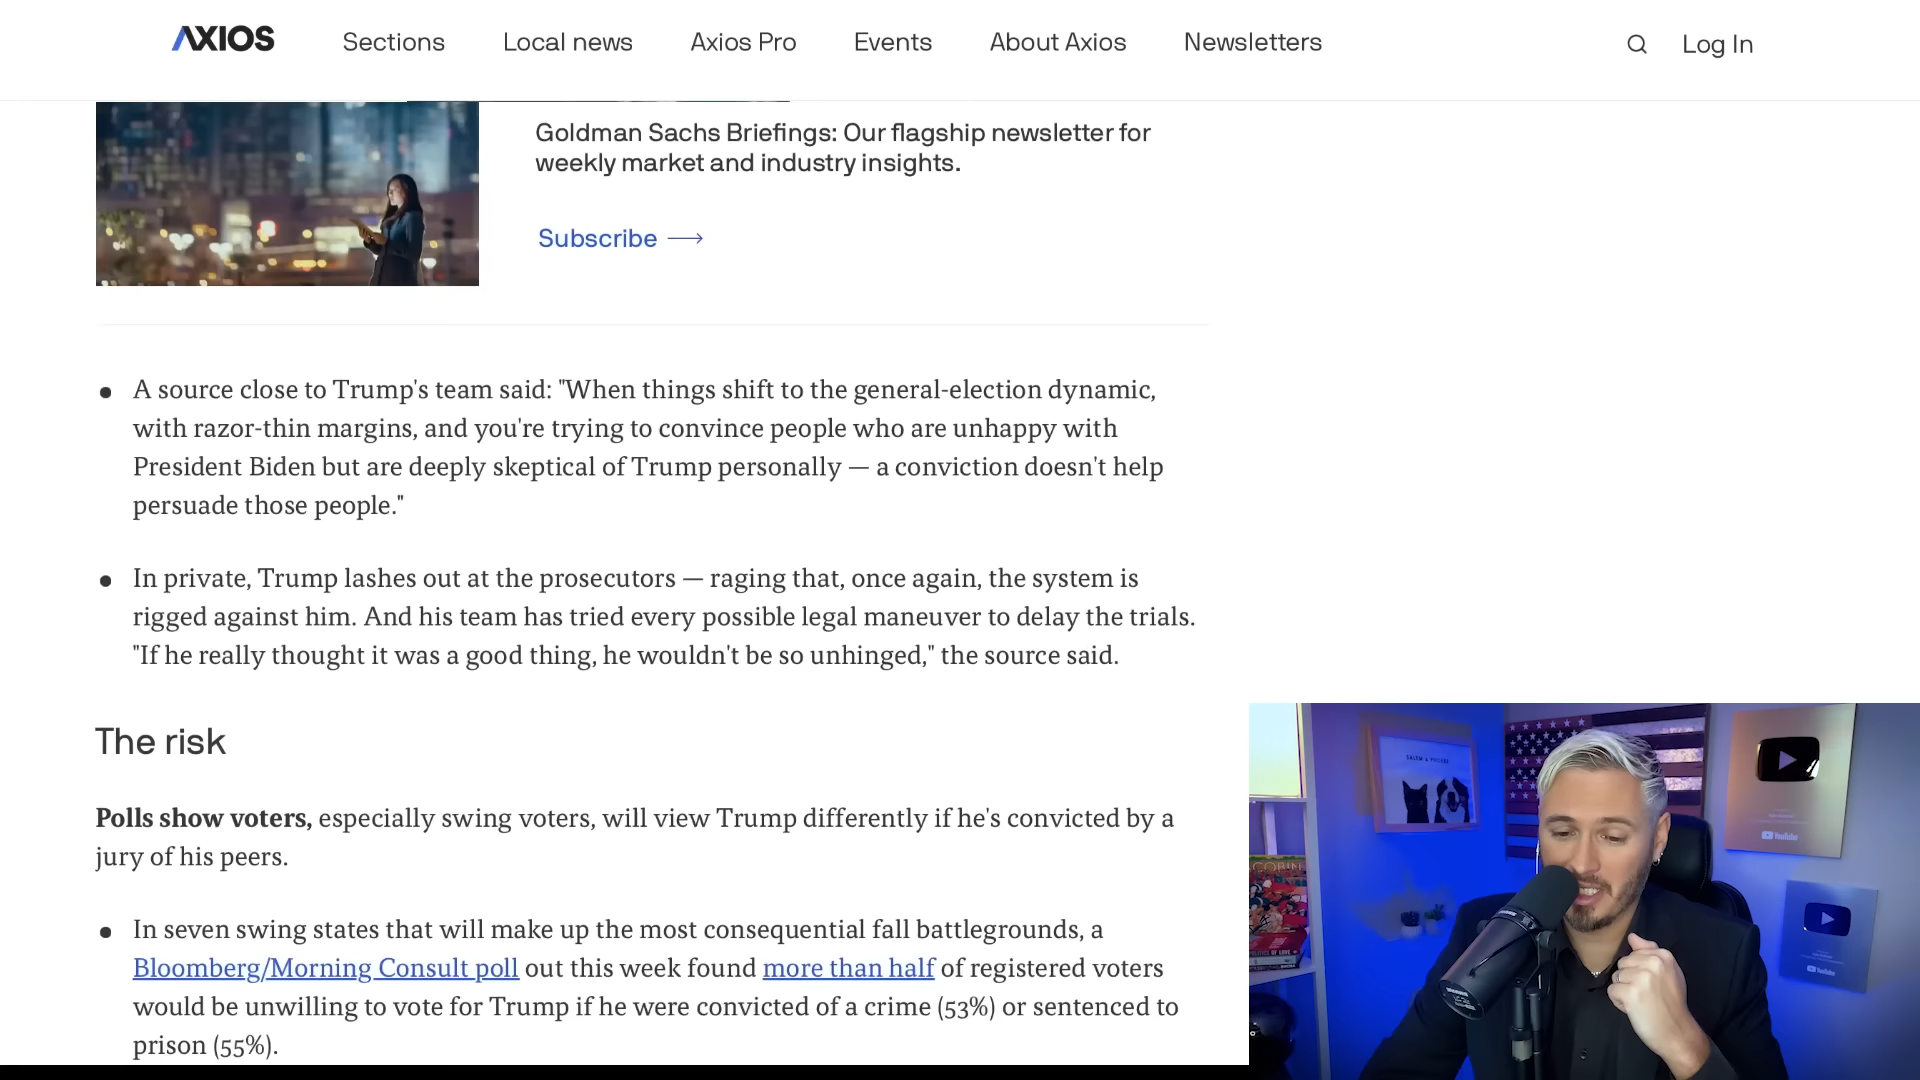 AXIOS
Sections
Local news
Axios Pro
Events
About Axios
Newsletters
Log In
Goldman Sachs Briefings: Our flagship newsletter for
weekly market and industry insights.
Subscribe
A source close to Trump's team said: "When things shift to the general-election dynamic,
with razor-thin margins, and you're trying to convince people who are unhappy with
President Biden but are deeply skeptical of Trump personally — a conviction doesn't help
persuade those people."
In private, Trump lashes out at the prosecutors — raging that, once again, the system is
rigged against him. And his team has tried every possible legal maneuver to delay the trials.
"If he really thought it was a good thing, he wouldn't be so unhinged," the source said.
The risk
Polls show voters, especially swing voters, will view Trump differently if he's convicted by a
jury of his peers.
In seven swing states that will make up the most consequential fall battlegrounds, a
Bloomberg/Morning Consult poll out this week found more than half of registered voters
would be unwilling to vote for Trump if he were convicted of a crime (53%) or sentenced to
prison (55%).
YouTube
YouTube